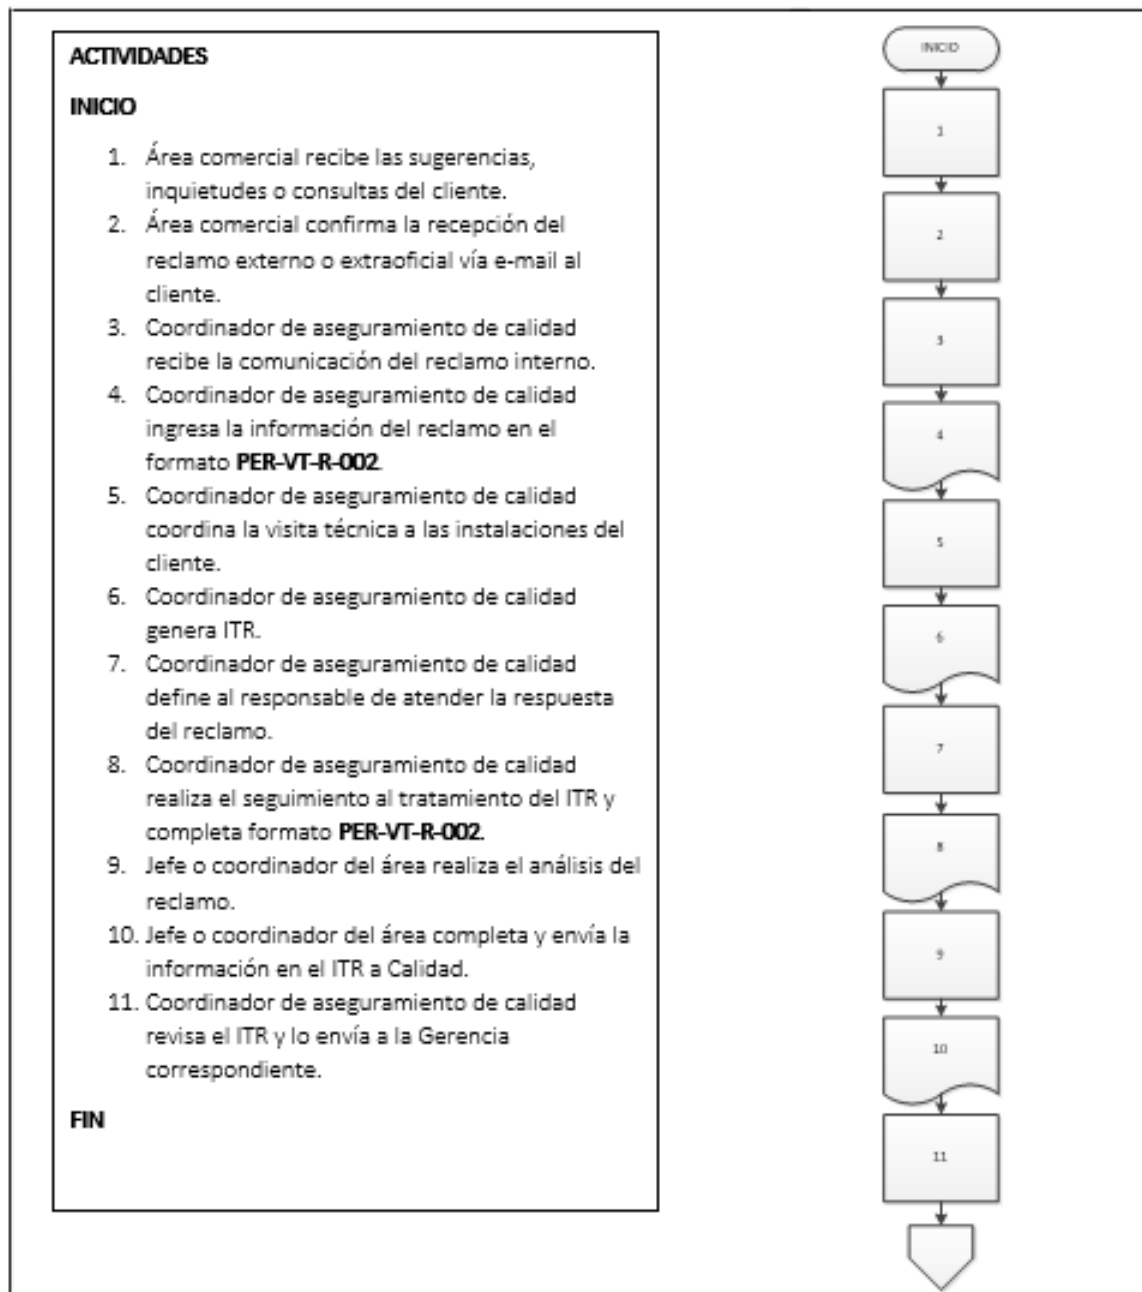 ACTIVIDADES
INICIO
1. Área comercial recibe las sugerencias,
inquietudes o consultas del cliente.
2. Área comercial confirma la recepción del
reclamo externo o extraoficial vía e-mail al
cliente.
3. Coordinador de aseguramiento de calidad
recibe la comunicación del reclamo interno.
4. Coordinador de aseguramiento de calidad
ingresa la información del reclamo en el
formato PER-VT-R-002.
5. Coordinador de aseguramiento de calidad
coordina la visita técnica a las instalaciones del
cliente.
6. Coordinador de aseguramiento de calidad
genera ITR.
7. Coordinador de aseguramiento de calidad
define al responsable de atender la respuesta
del reclamo.
8. Coordinador de aseguramiento de calidad
realiza el seguimiento al tratamiento del ITR y
completa formato PER-VT-R-002.
9. Jefe o coordinador del área realiza el análisis del
reclamo.
10. Jefe o coordinador del área completa y envía la
información en el ITR a Calidad.
11. Coordinador de aseguramiento de calidad
revisa el ITR y lo envía a la Gerencia
correspondiente.
FIN
INICIO
1
2
3
4
5
6
7
8
9
10
11